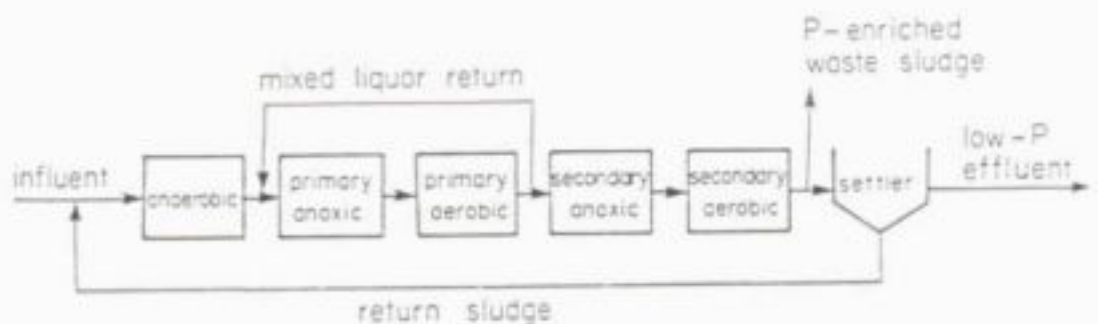 P-enriched
waste sludge
mixed liquor return
low-P
effluent
influent
anaerobic
primary
anoxic
primary
aerobic
secondary
anoxic
secondary
aerobic
settler
return sludge